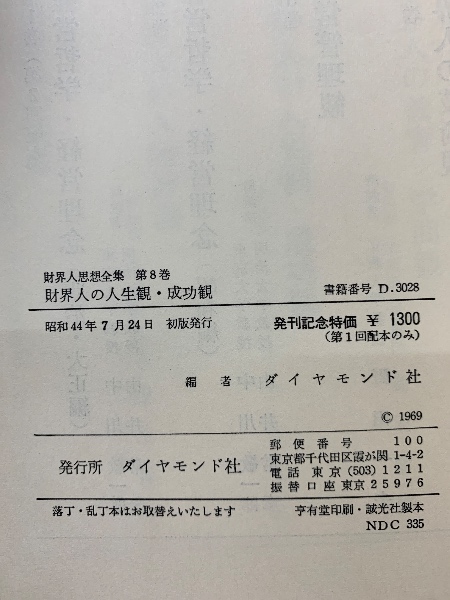 財界人思想全集 第8巻
財界人の人生観・成功観
書籍番号 D.3028
昭和44年7月24日 初版発行
発刊記念特価 ¥ 1300
(第1回配本のみ)
編者 ダイヤモンド社
© 1969
発行所 ダイヤモンド社
郵便番号 100
東京都千代田区霞が関 1-4-2
電話 東京 (503) 1211
振替口座東京 25976
落丁・乱丁本はお取替えいたします
亨有堂印刷・誠光社製本
NDC 335